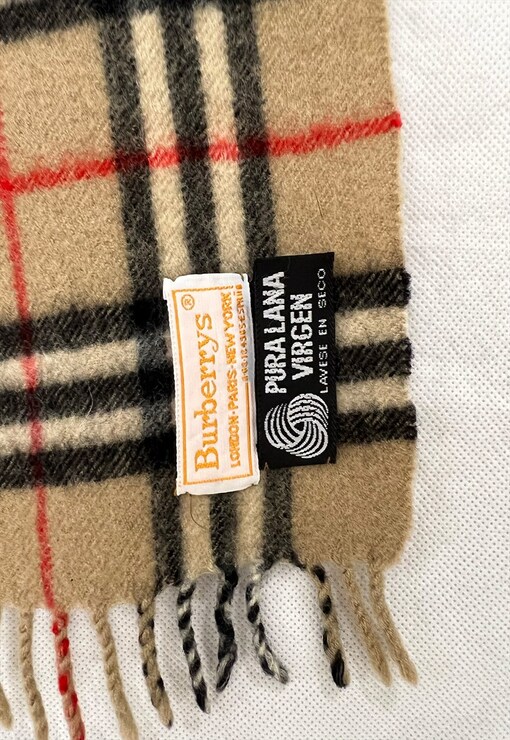 Burberrys®
LONDON·PARIS·NEW YORK
PURA LANA
VIRGEN
LAVESE EN SECO